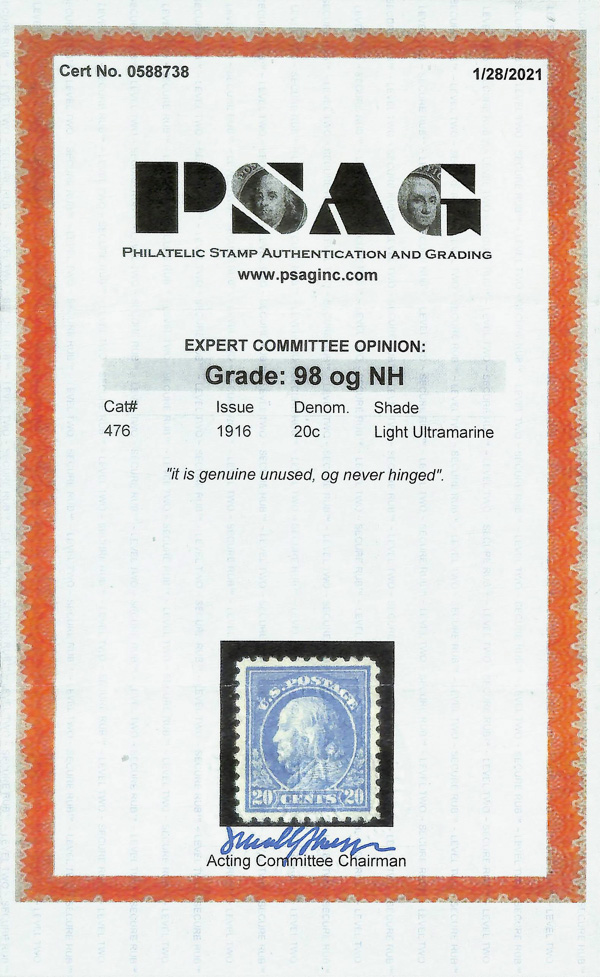 Cert No. 0588738
1/28/2021
PSAG
PHILATELIC STAMP AUTHENTICATION AND GRADING
www.psaginc.com
EXPERT COMMITTEE OPINION:
Grade: 98 og NH
Cat# Issue Denom. Shade
476 1916 20c Light Ultramarine
"it is genuine unused, og never hinged".
U.S. POSTAGE
20 CENTS 20
Acting Committee Chairman